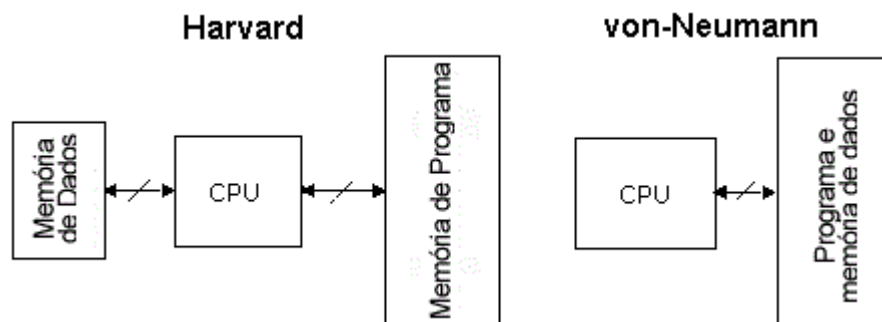 Harvard
Memória
de Dados
CPU
Memória de Programa
von-Neumann
CPU
Programa e
memória de dados